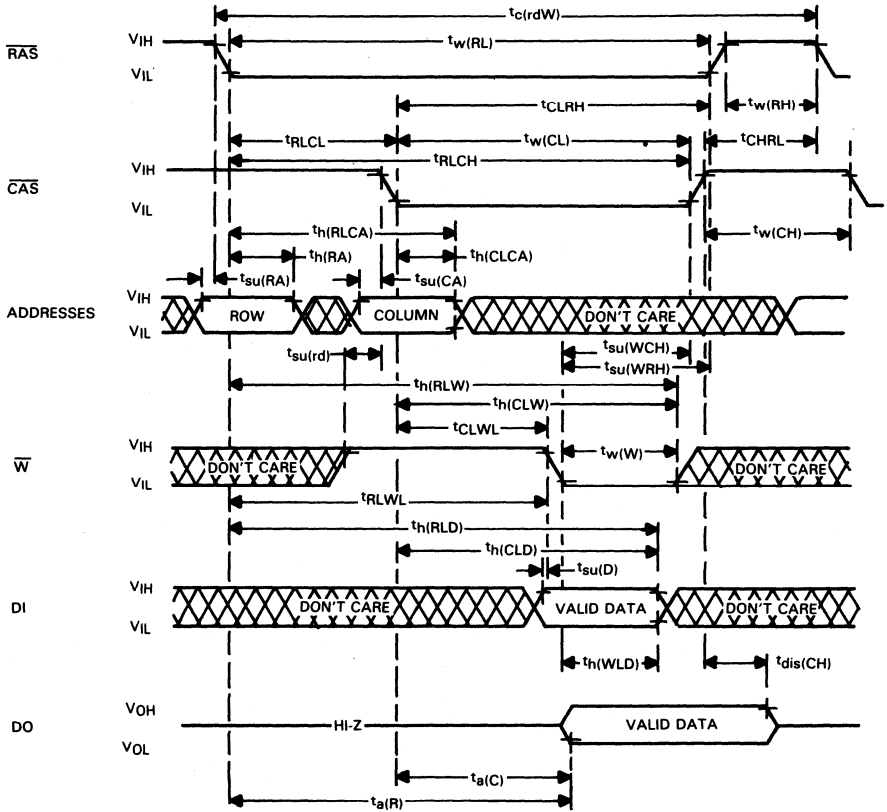 tc(rdW)
VIH
tw(RL)
RAS
VIL
tCLRH
tw(RH)
tRLCL
tw(CL)
tCHRL
tRLCH
VIH
CAS
VIL
th(RLCA)
tw(CH)
th(RA)
th(CLCA)
tsu(RA)
tsu(CA)
VIH
ADDRESSES
ROW
COLUMN
DON'T CARE
VIL
tsu(rd)
tsu(WCH)
tsu(WRH)
th(RLW)
th(CLW)
tCLWL
VIH
tw(W)
W
DON'T CARE
DON'T CARE
VIL
tRLWL
th(RLD)
th(CLD)
tsu(D)
VIH
DI
DON'T CARE
VALID DATA
DON'T CARE
VIL
th(WLD)
tdis(CH)
VOH
DO
HI-Z
VALID DATA
VOL
ta(C)
ta(R)